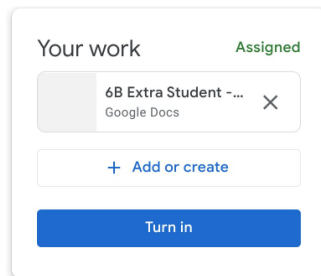 Your work
Assigned
6B Extra Student -...
Google Docs
+ Add or create
Turn in